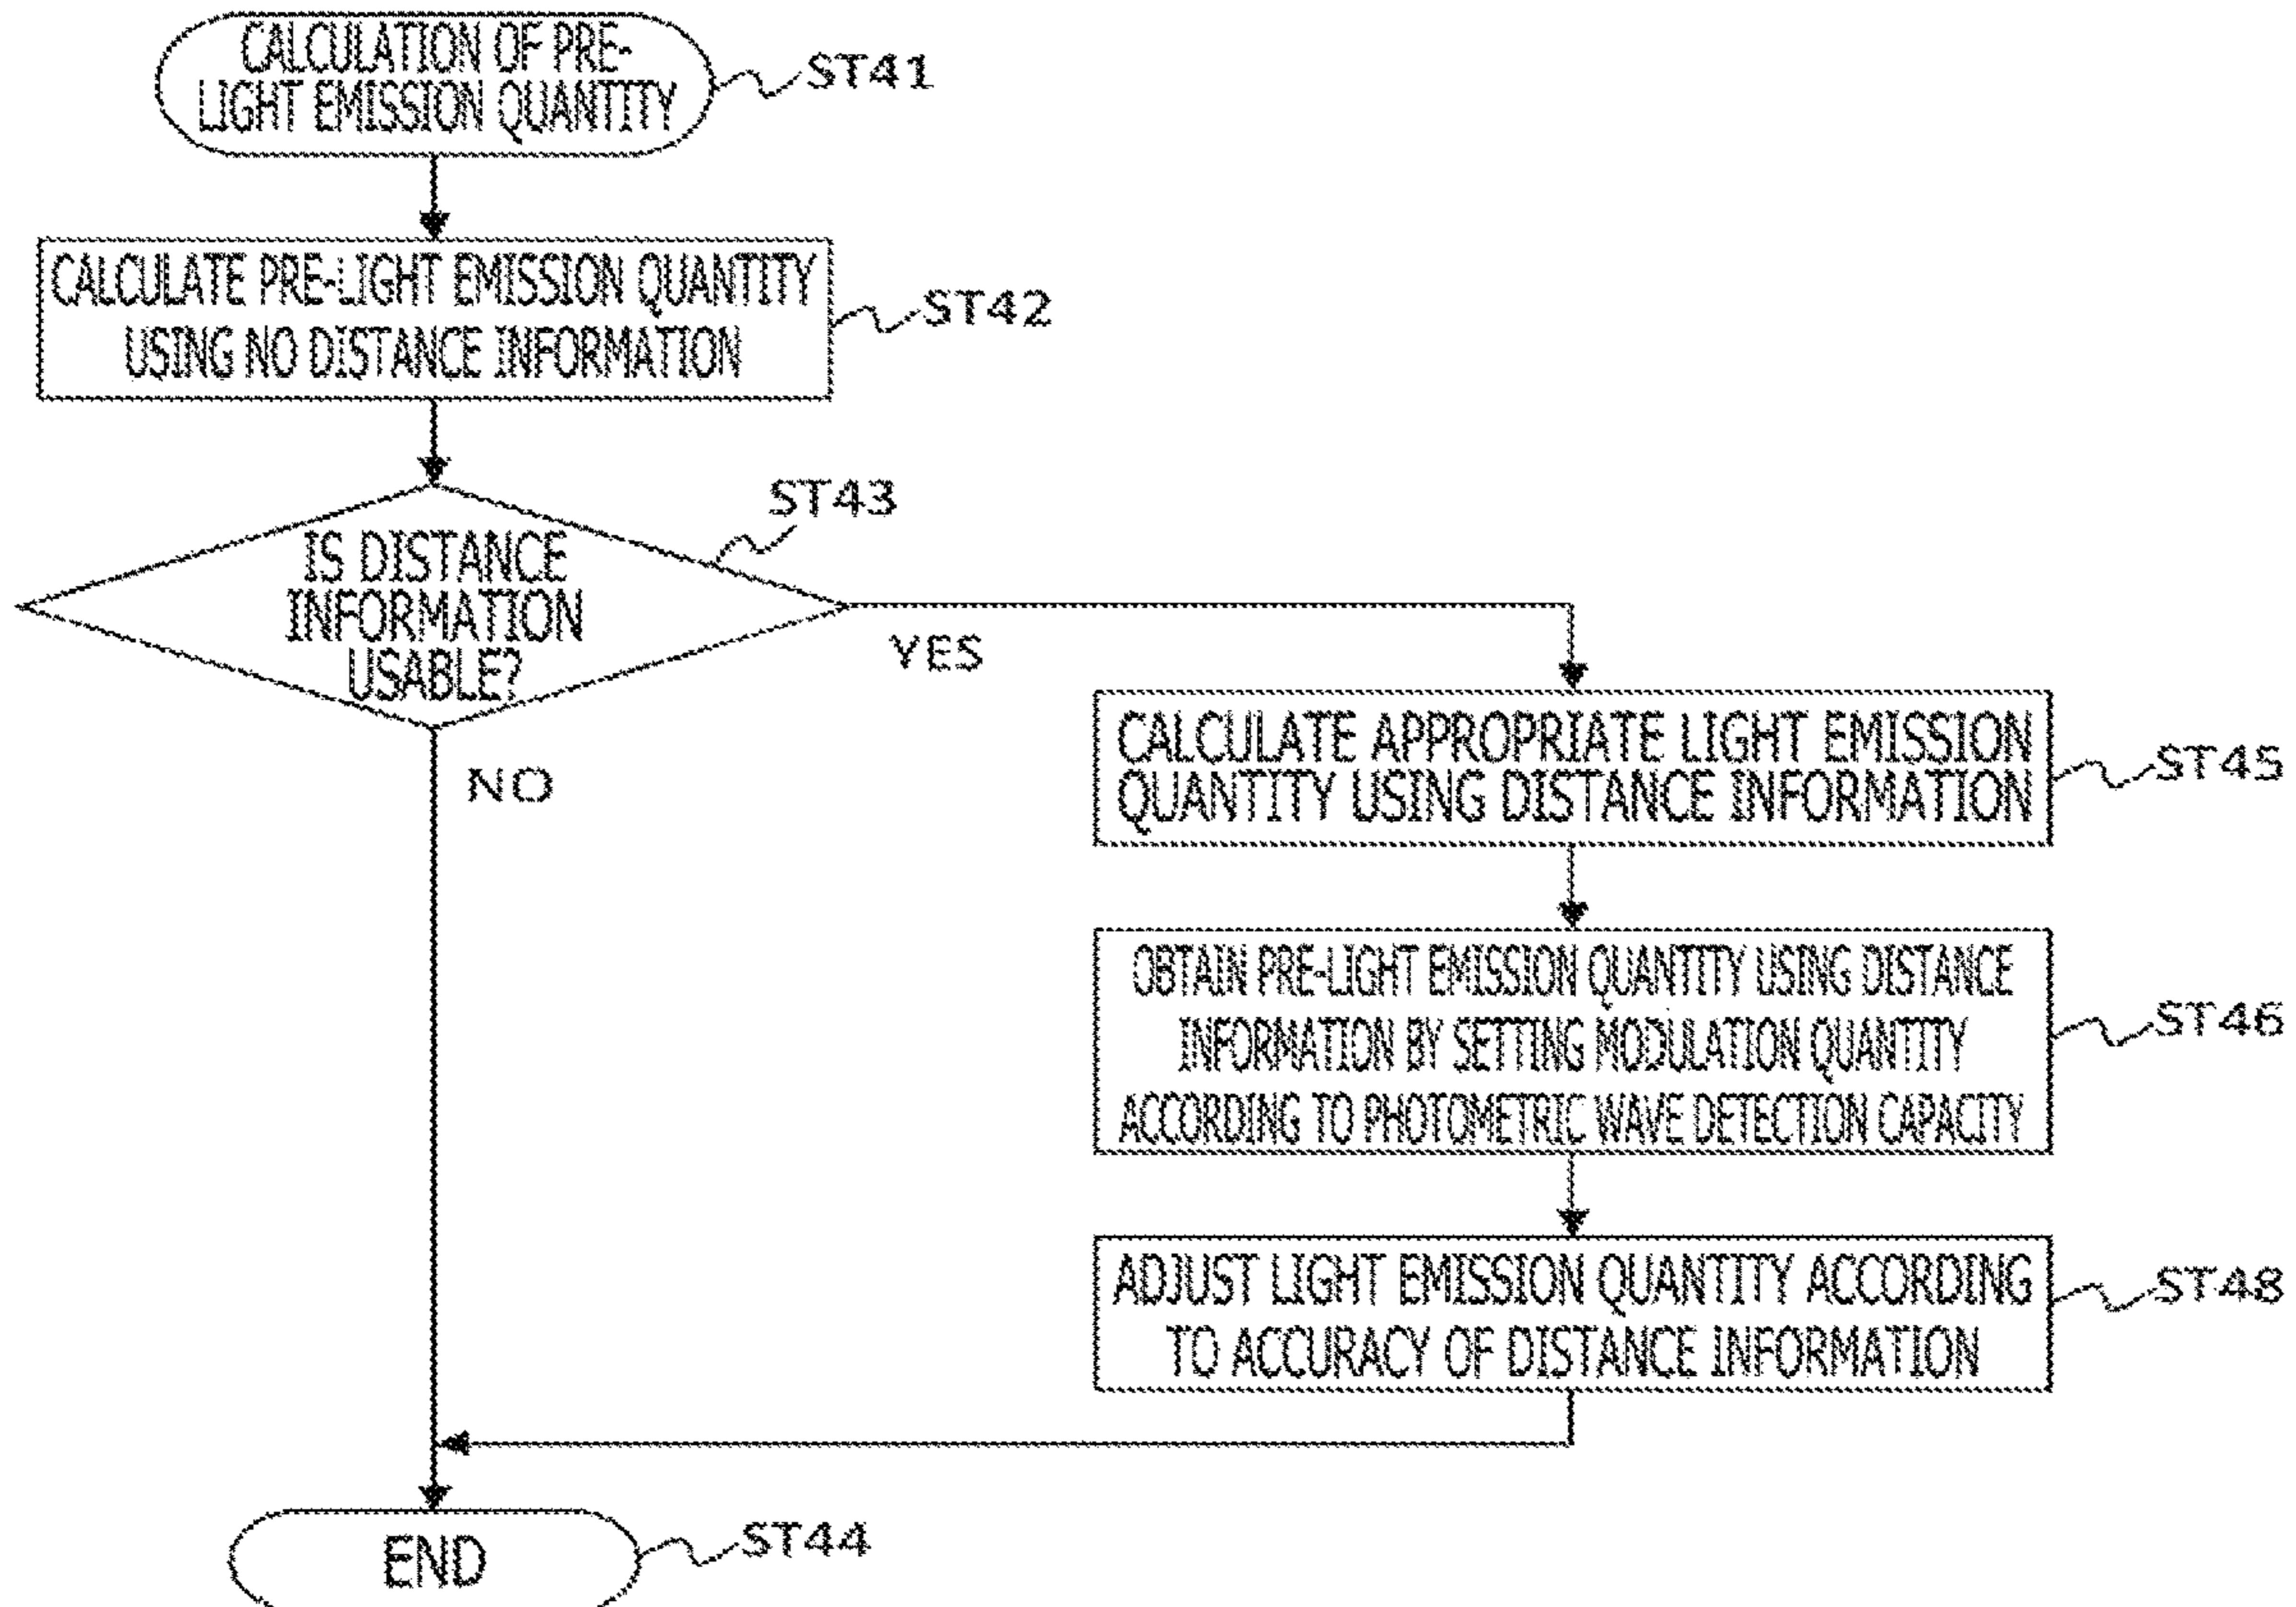 CALCULATION OF PRE-
LIGHT EMISSION QUANTITY
ST41
CALCULATE PRE-LIGHT EMISSION QUANTITY
USING NO DISTANCE INFORMATION
ST42
ST43
IS DISTANCE
INFORMATION
USABLE?
YES
NO
CALCULATE APPROPRIATE LIGHT EMISSION
QUANTITY USING DISTANCE INFORMATION
ST45
OBTAIN PRE-LIGHT EMISSION QUANTITY USING DISTANCE
INFORMATION BY SETTING MODULATION QUANTITY
ACCORDING TO PHOTOMETRIC WAVE DETECTION CAPACITY
ST46
ADJUST LIGHT EMISSION QUANTITY ACCORDING
TO ACCURACY OF DISTANCE INFORMATION
ST48
END
ST44